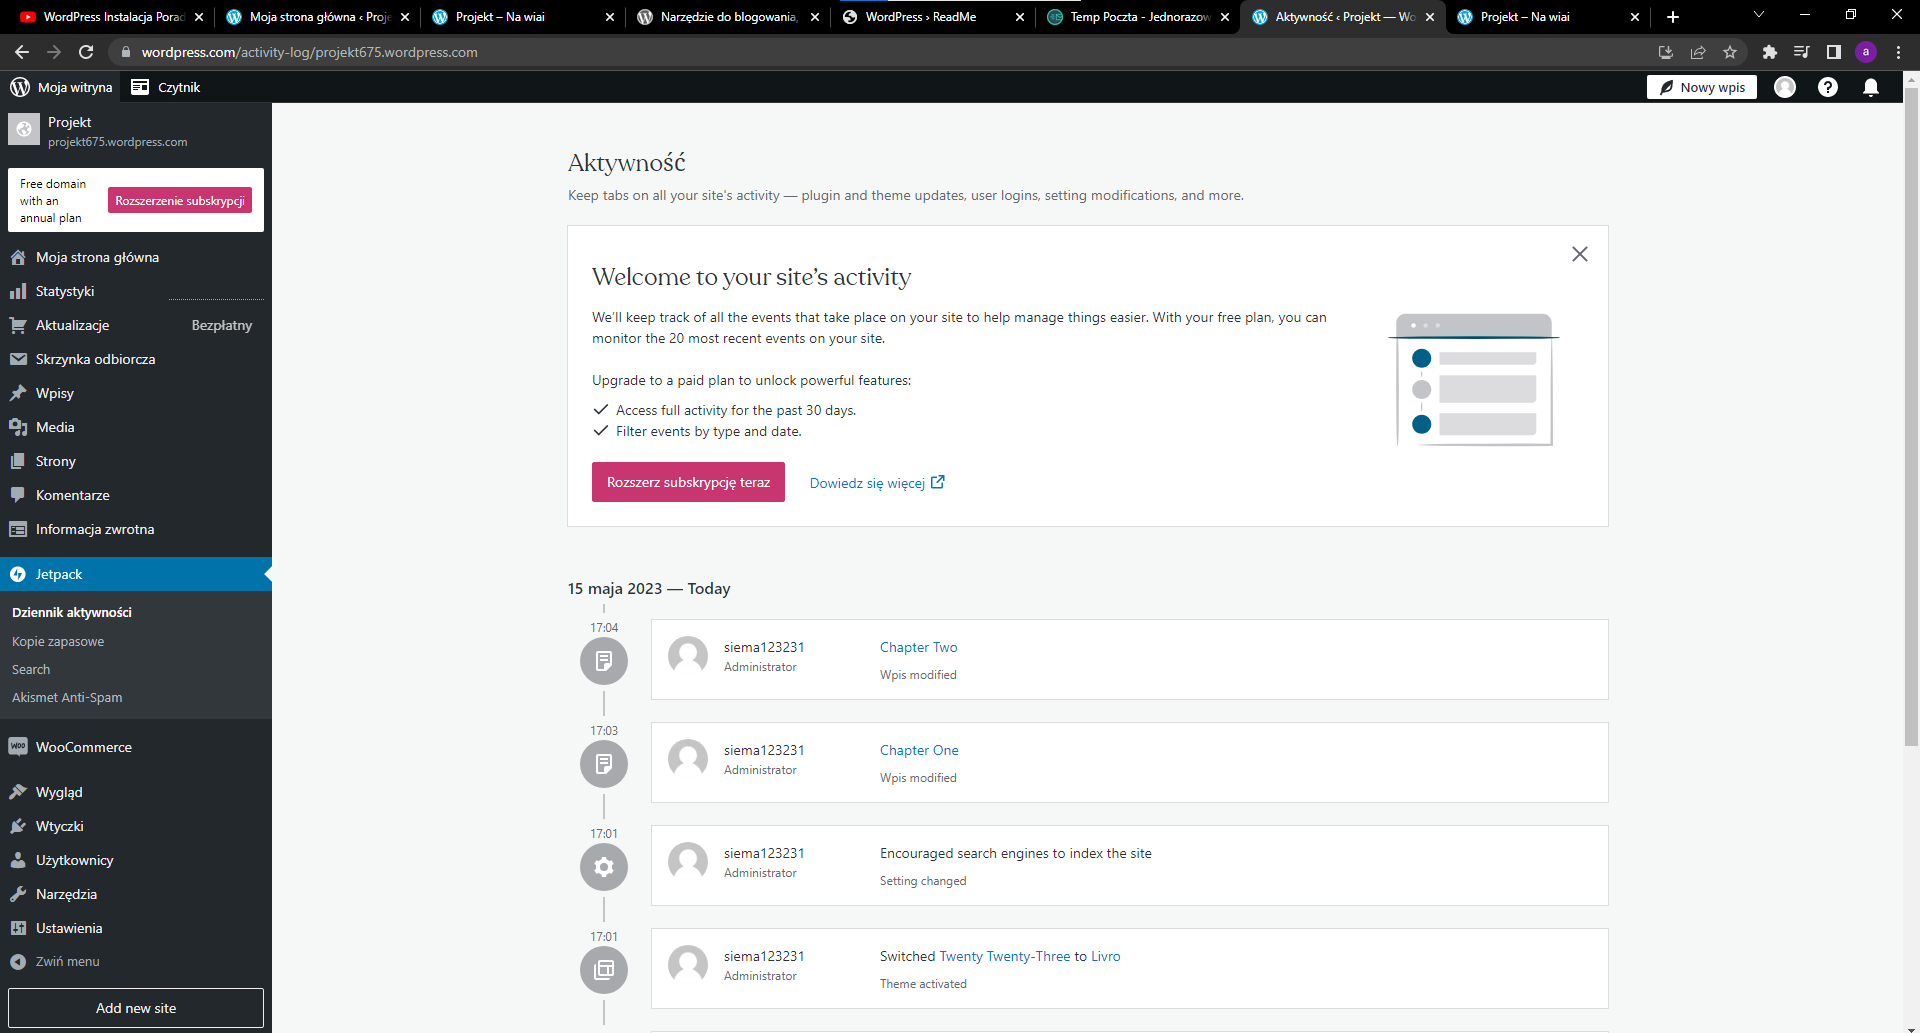 WordPress Instalacja Porad
Moja strona główna ‹ Proje
Projekt – Na wiai
Narzędzie do blogowania,
WordPress › ReadMe
Temp Poczta - Jednorazow
Aktywność ‹ Projekt — Wo
Projekt – Na wiai
wordpress.com/activity-log/projekt675.wordpress.com
a
Moja witryna
Czytnik
Nowy wpis
Projekt
projekt675.wordpress.com
Free domain
with an
annual plan
Rozszerzenie subskrypcji
Moja strona główna
Statystyki
Aktualizacje
Bezpłatny
Skrzynka odbiorcza
Wpisy
Media
Strony
Komentarze
Informacja zwrotna
Jetpack
Dziennik aktywności
Kopie zapasowe
Search
Akismet Anti-Spam
WOO
WooCommerce
Wygląd
Wtyczki
Użytkownicy
Narzędzia
Ustawienia
Zwiń menu
Add new site
Aktywność
Keep tabs on all your site's activity — plugin and theme updates, user logins, setting modifications, and more.
Welcome to your site’s activity
We’ll keep track of all the events that take place on your site to help manage things easier. With your free plan, you can
monitor the 20 most recent events on your site.
Upgrade to a paid plan to unlock powerful features:
Access full activity for the past 30 days.
Filter events by type and date.
Rozszerz subskrypcję teraz
Dowiedz się więcej
15 maja 2023 — Today
17:04
siema123231
Administrator
Chapter Two
Wpis modified
17:03
siema123231
Administrator
Chapter One
Wpis modified
17:01
siema123231
Administrator
Encouraged search engines to index the site
Setting changed
17:01
siema123231
Administrator
Switched Twenty Twenty-Three to Livro
Theme activated